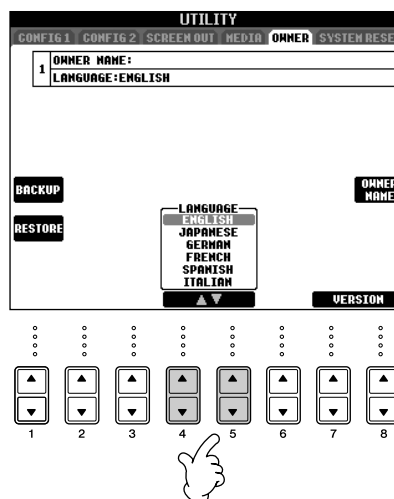 UTILITY
CONFIG 1 CONFIG 2 SCREEN OUT MEDIA OWNER SYSTEM RESE
1 OWNER NAME:
LANGUAGE:ENGLISH
BACKUP
OWNER
NAME
RESTORE
LANGUAGE
ENGLISH
JAPANESE
GERMAN
FRENCH
SPANISH
ITALIAN
VERSION
1 2 3 4 5 6 7 8